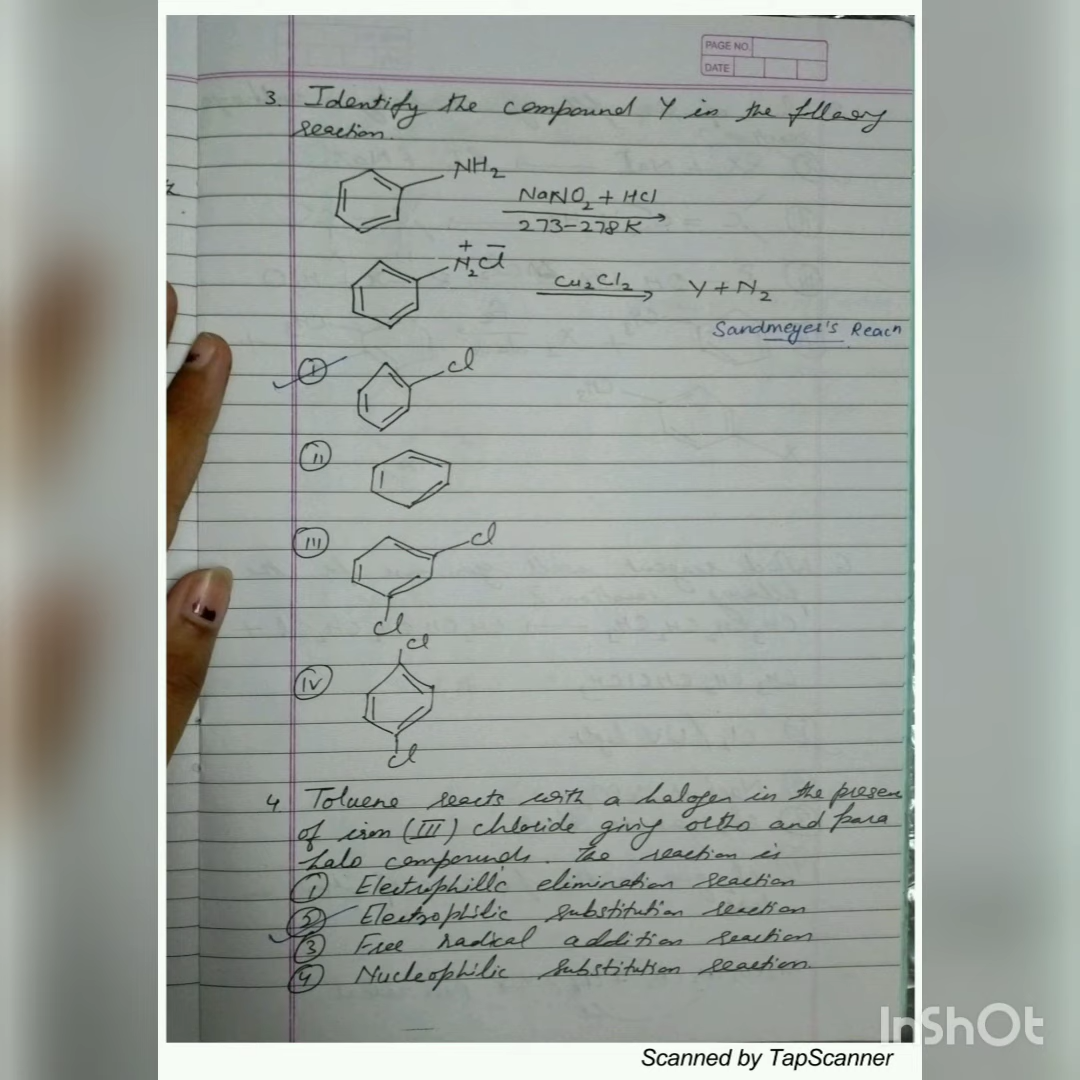 PAGE NO.
DATE
3. Identify the compound Y in the follwing
reaction.
NH2
NaNO2 + HCl
273-278K
+ -
N2Cl
Cu2Cl2
Y + N2
Sandmeyer's Reacn
i
Cl
ii
iii
Cl
Cl
iv
Cl
Cl
4 Toluene reacts with a halogen in the presen
of iron (III) chloride givig ortho and para
halo compounds. The reaction is
1 Electrophillc elimination reaction
2 Electrophilic substitution reaction
3 Free radical addition reaction
4 Nucleophilic substitution reaction.
InShOt
Scanned by TapScanner